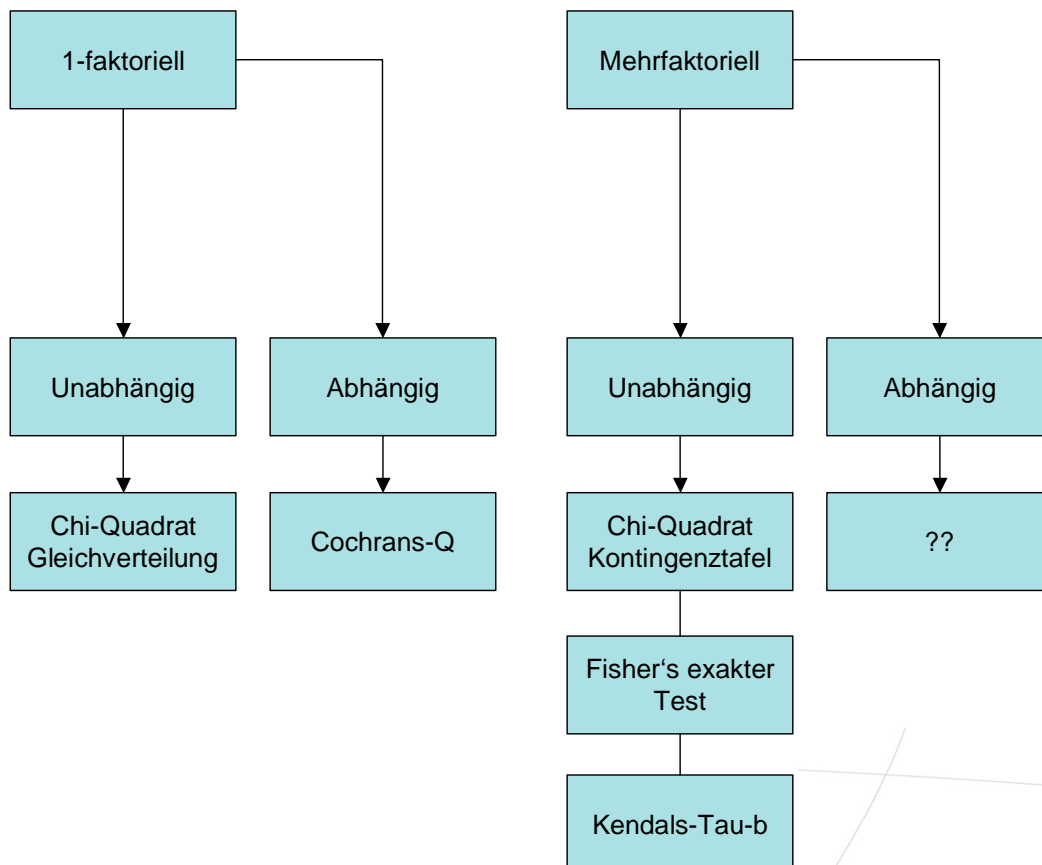 1-faktoriell
Mehrfaktoriell
Unabhängig
Abhängig
Unabhängig
Abhängig
Chi-Quadrat
Gleichverteilung
Cochrans-Q
Chi-Quadrat
Kontingenztafel
??
Fisher‘s exakter
Test
Kendals-Tau-b